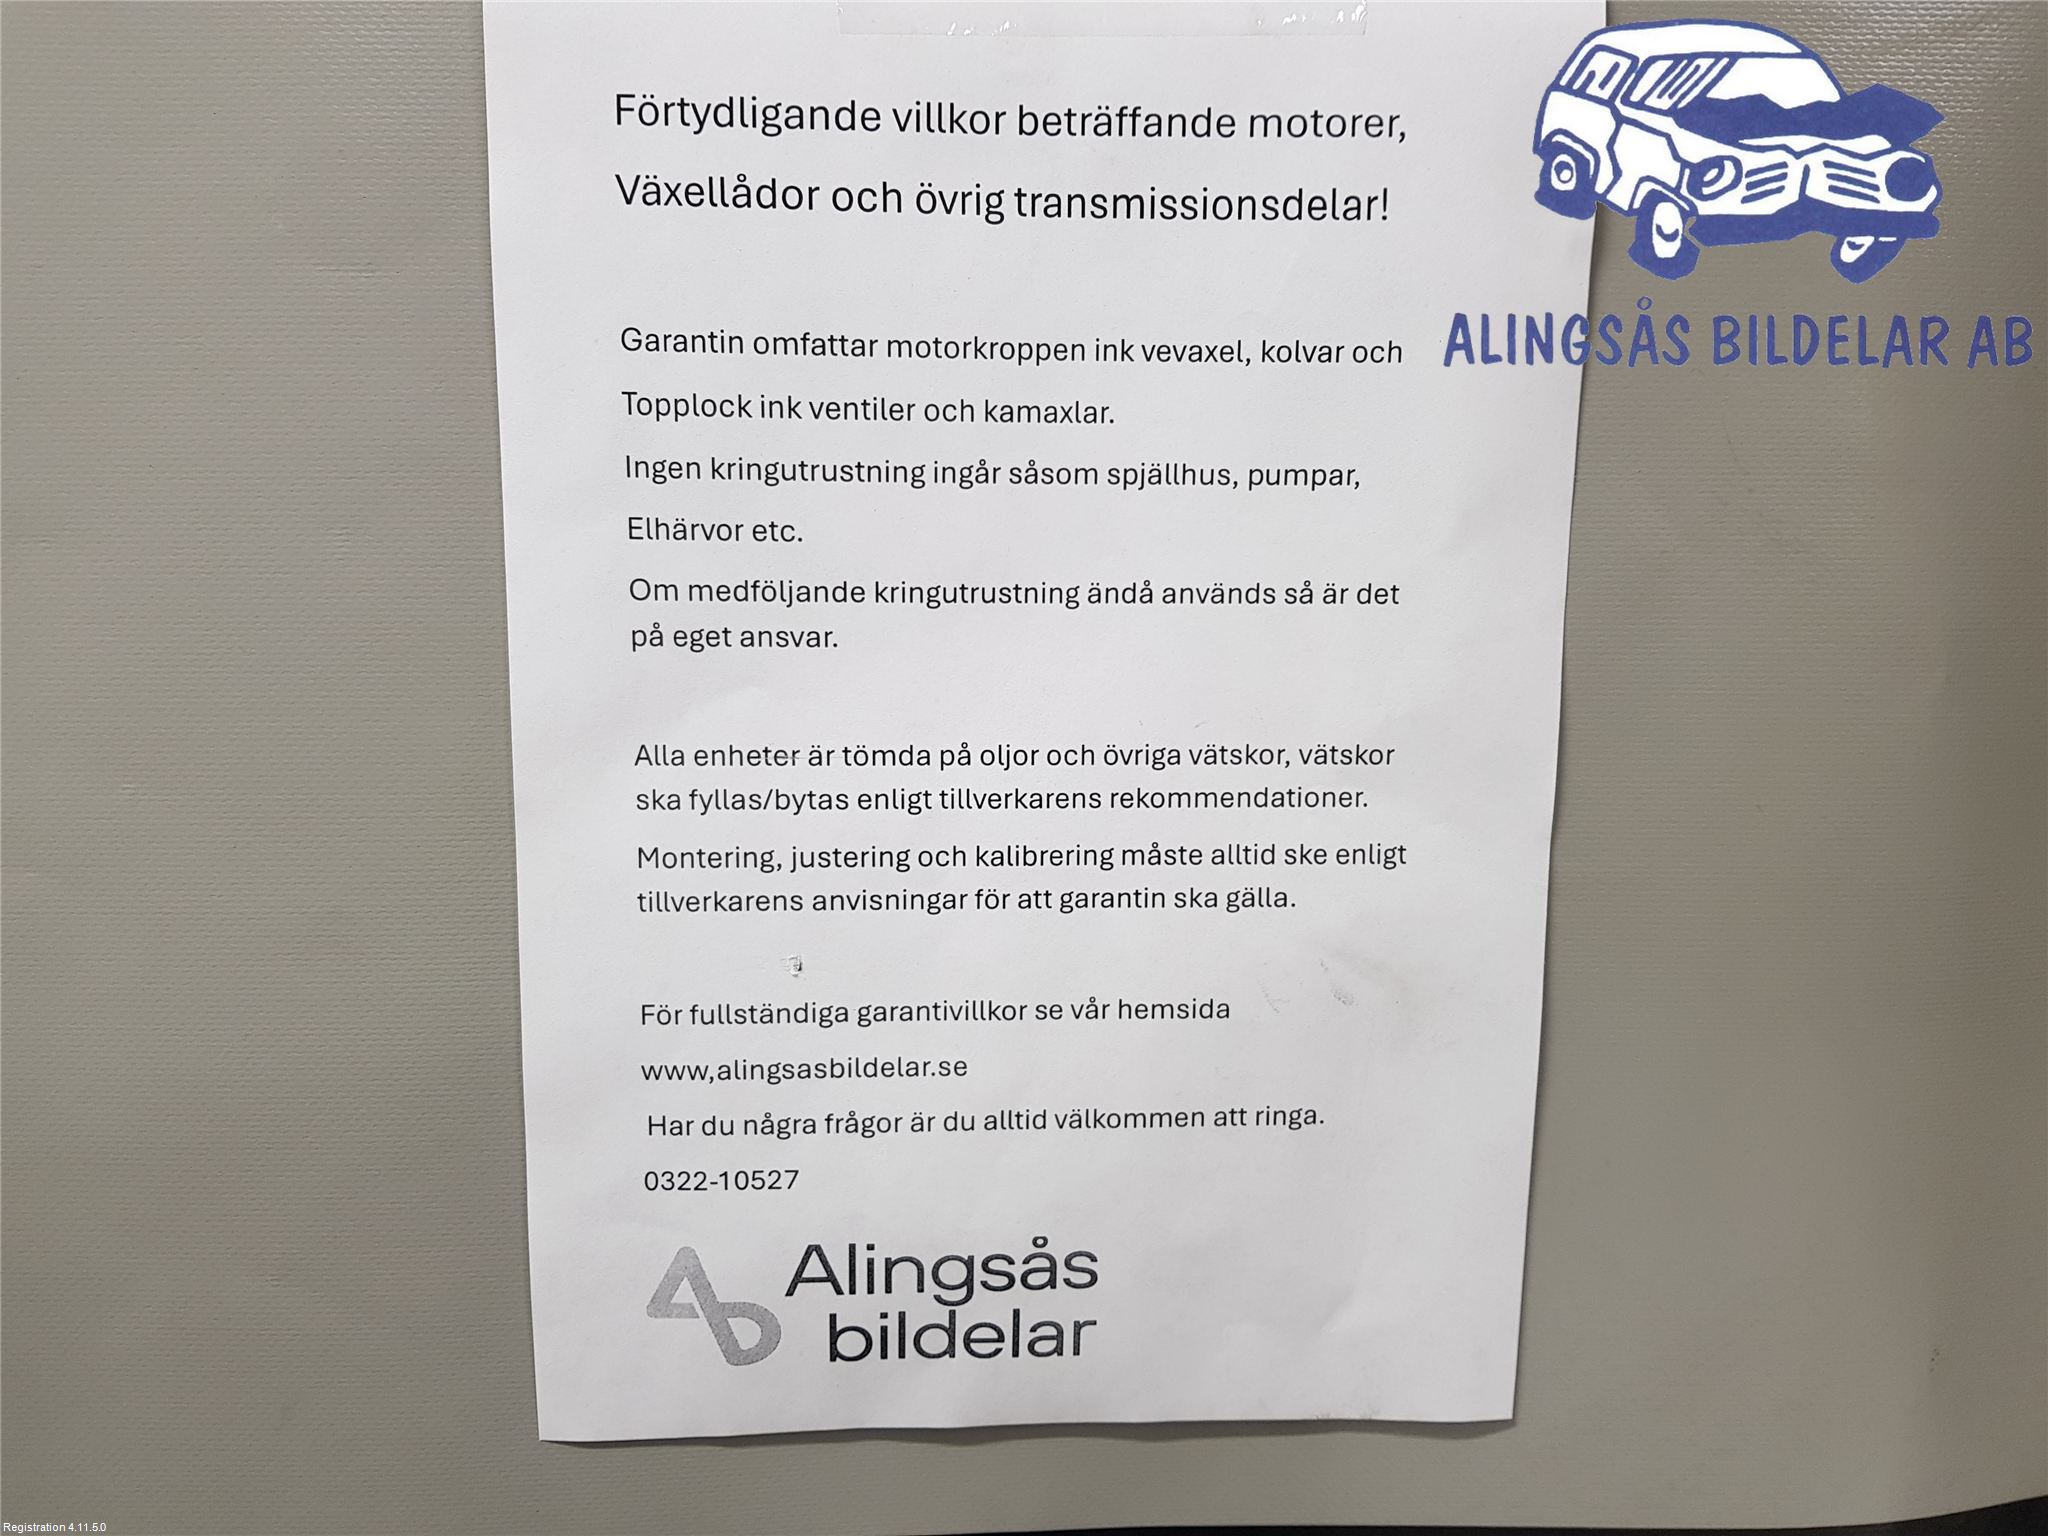 Förtydligande villkor beträffande motorer,
Växellådor och övrig transmissionsdelar!
ALINGSÅS BILDELAR AB
Garantin omfattar motorkroppen ink vevaxel, kolvar och
Topplock ink ventiler och kamaxlar.
Ingen kringutrustning ingår såsom spjällhus, pumpar,
Elhärvor etc.
Om medföljande kringutrustning ändå används så är det
på eget ansvar.
Alla enheter är tömda på oljor och övriga vätskor, vätskor
ska fyllas/bytas enligt tillverkarens rekommendationer.
Montering, justering och kalibrering måste alltid ske enligt
tillverkarens anvisningar för att garantin ska gälla.
För fullständiga garantivillkor se vår hemsida
www,alingsasbildelar.se
Har du några frågor är du alltid välkommen att ringa.
0322-10527
Alingsås
bildelar
Registration 4.11.5.0